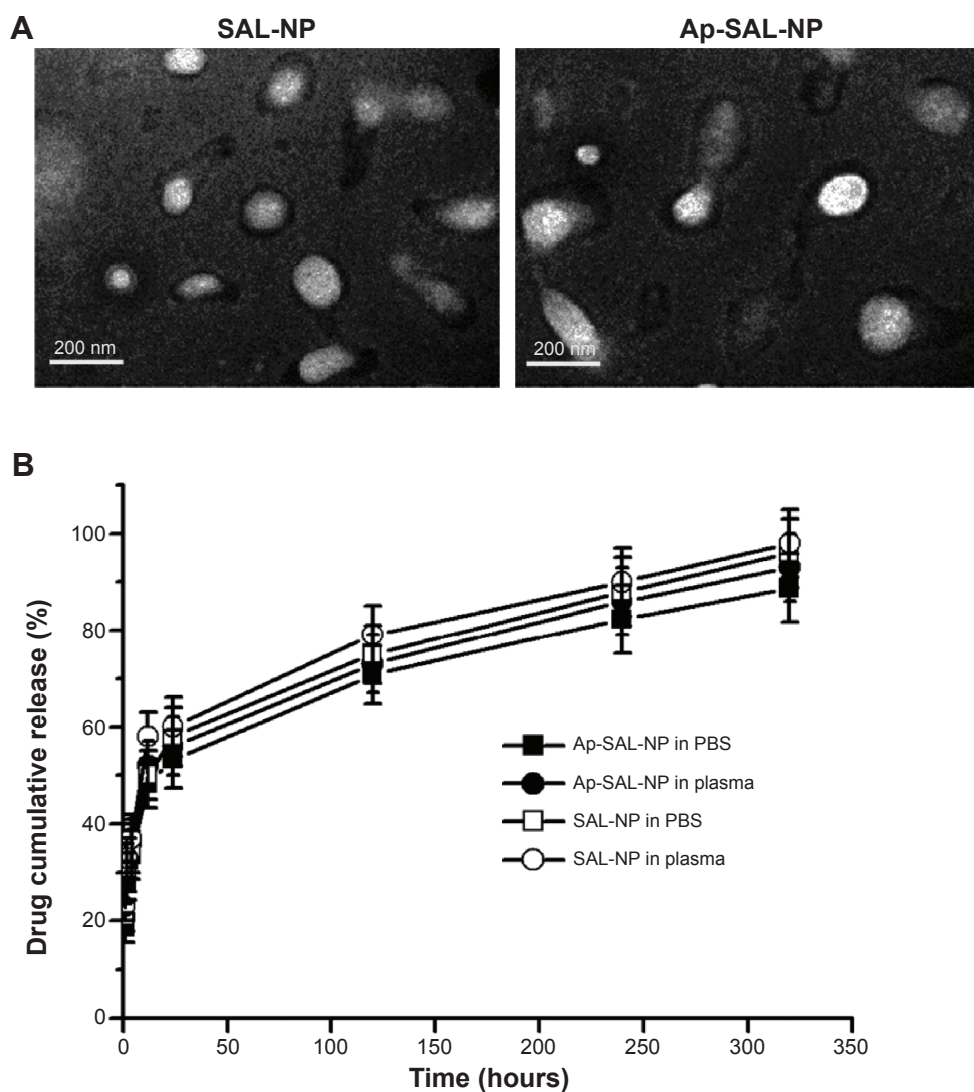 A
SAL-NP
Ap-SAL-NP
200 nm
200 nm
B
Drug cumulative release (%)
100
80
60
40
20
0
Ap-SAL-NP in PBS
Ap-SAL-NP in plasma
SAL-NP in PBS
SAL-NP in plasma
0 50 100 150 200 250 300 350
Time (hours)